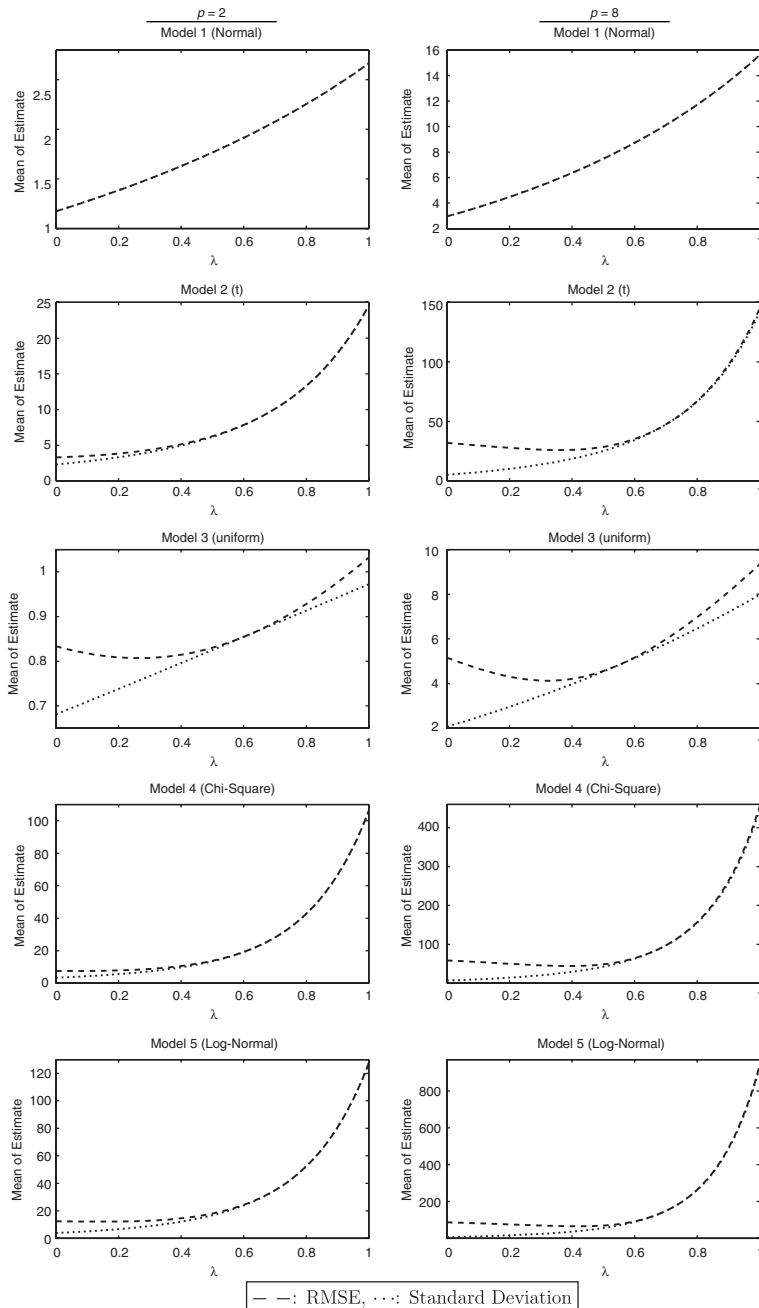 p = 2
Model 1 (Normal)
Mean of Estimate
2.5
2
1.5
1
0 0.2 0.4 0.6 0.8 1
λ
p = 8
Model 1 (Normal)
Mean of Estimate
16
14
12
10
8
6
4
2
0 0.2 0.4 0.6 0.8 1
λ
Model 2 (t)
Mean of Estimate
25
20
15
10
5
0
0 0.2 0.4 0.6 0.8 1
λ
Model 2 (t)
Mean of Estimate
150
100
50
0
0 0.2 0.4 0.6 0.8 1
λ
Model 3 (uniform)
Mean of Estimate
1
0.9
0.8
0.7
0 0.2 0.4 0.6 0.8 1
λ
Model 3 (uniform)
Mean of Estimate
10
8
6
4
2
0 0.2 0.4 0.6 0.8 1
λ
Model 4 (Chi-Square)
Mean of Estimate
100
80
60
40
20
0
0 0.2 0.4 0.6 0.8 1
λ
Model 4 (Chi-Square)
Mean of Estimate
400
300
200
100
0 0.2 0.4 0.6 0.8 1
λ
Model 5 (Log-Normal)
Mean of Estimate
120
100
80
60
40
20
0
0 0.2 0.4 0.6 0.8 1
λ
Model 5 (Log-Normal)
Mean of Estimate
800
600
400
200
0 0.2 0.4 0.6 0.8 1
λ
– –: RMSE, ···: Standard Deviation